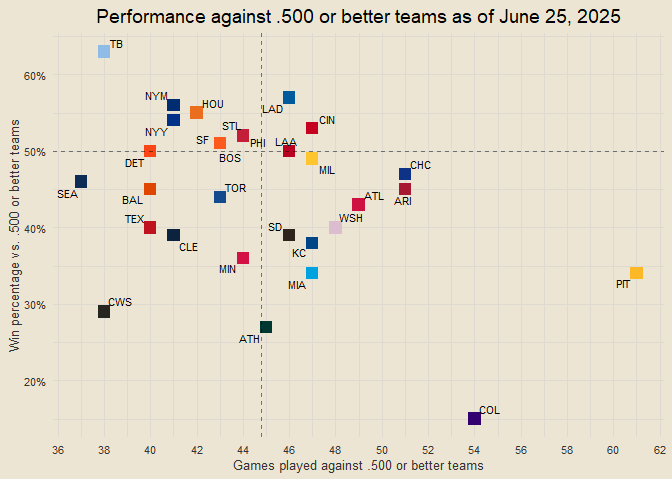 Performance against .500 or better teams as of June 25, 2025
TB
60%
NYM
HOU
LAD
NYY
STL
CIN
SF
PHI
LAA
50%
DET
BOS
MIL
CHC
SEA
BAL
TOR
ATL
ARI
TEX
WSH
40%
SD
CLE
KC
MIN
MIA
PIT
CWS
30%
ATH
20%
COL
Win percentage vs. .500 or better teams
36 38 40 42 44 46 48 50 52 54 56 58 60 62
Games played against .500 or better teams